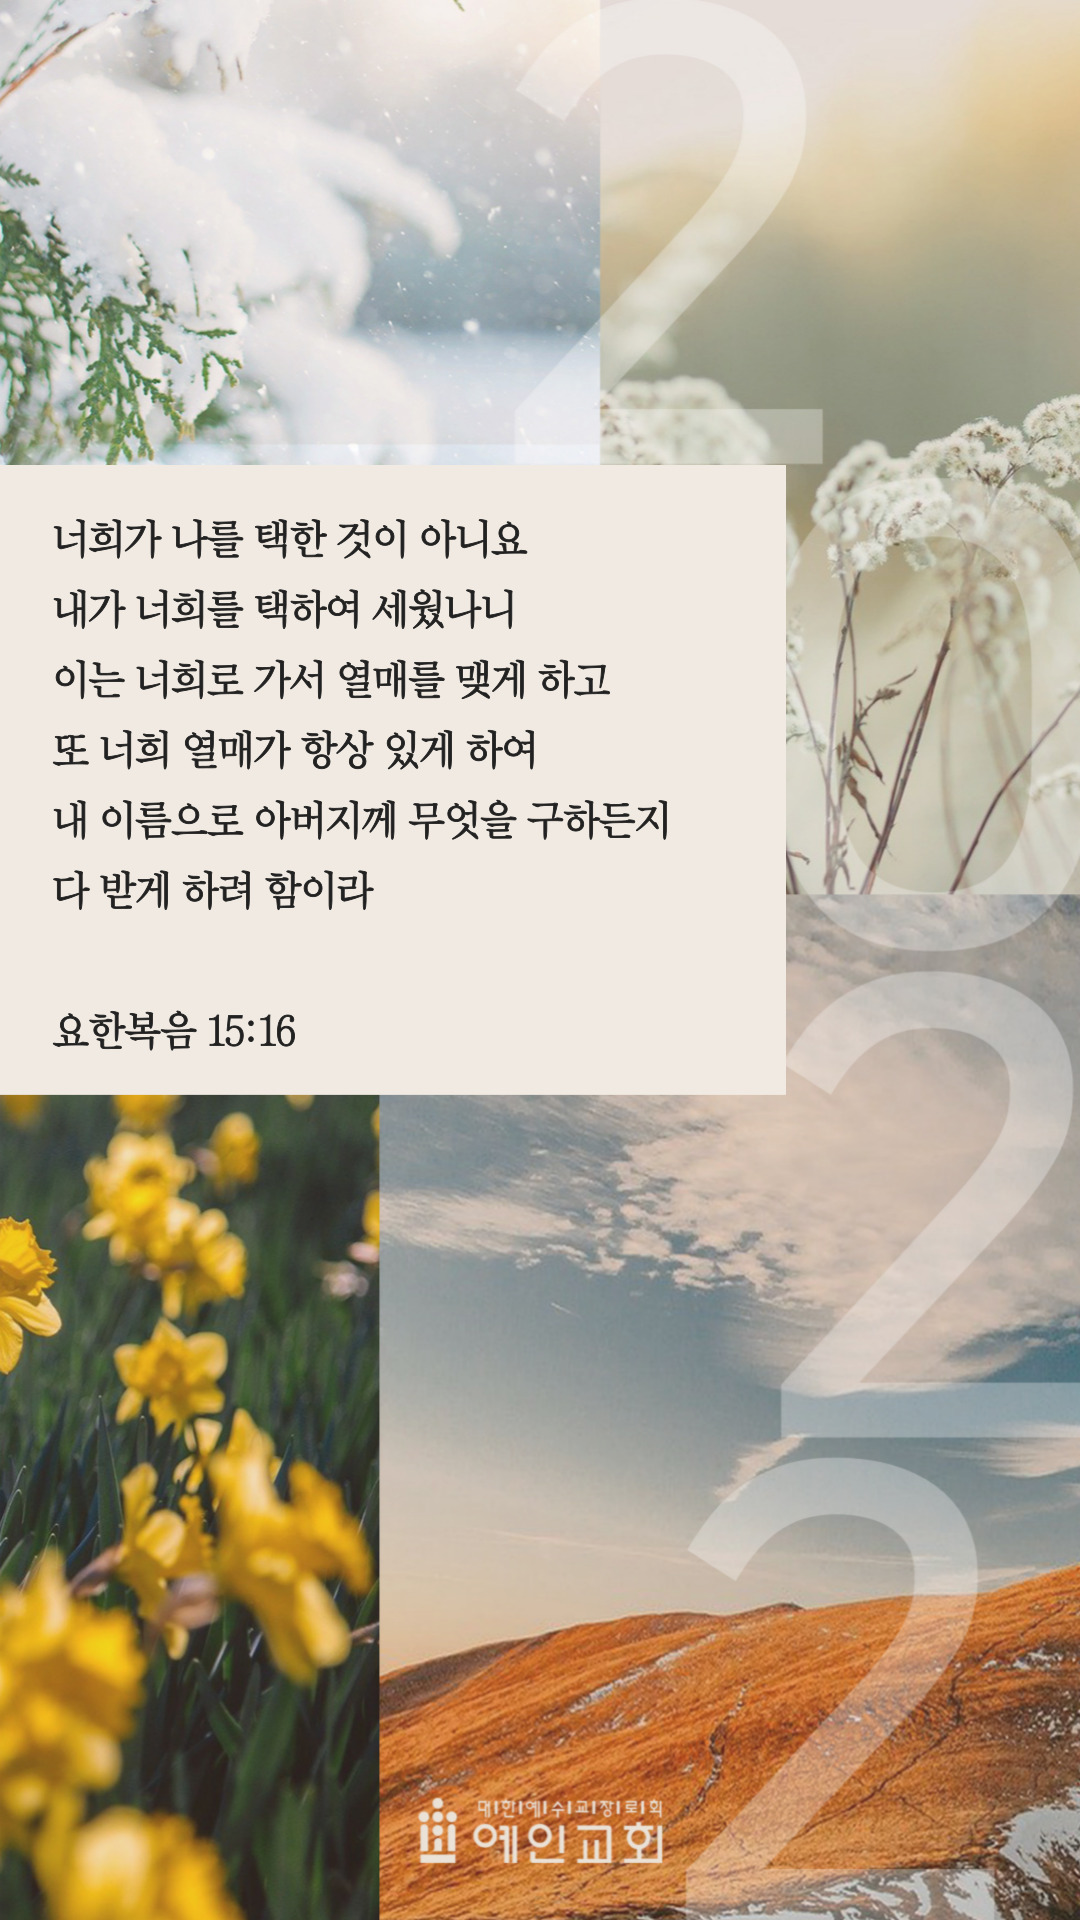 2
0
2
2
너희가 나를 택한 것이 아니요
내가 너희를 택하여 세웠나니
이는 너희로 가서 열매를 맺게 하고
또 너희 열매가 항상 있게 하여
내 이름으로 아버지께 무엇을 구하든지
다 받게 하려 함이라
요한복음 15:16
대한예수교장로회
예인교회